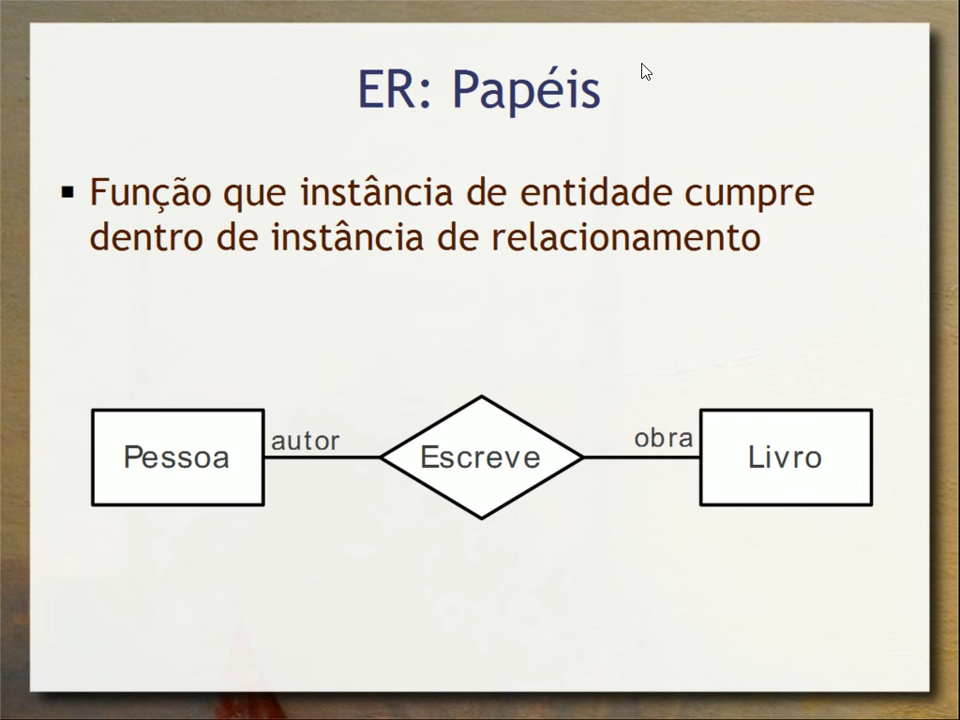 ER: Papéis
▪ Função que instância de entidade cumpre
dentro de instância de relacionamento
Pessoa autor Escreve obra Livro